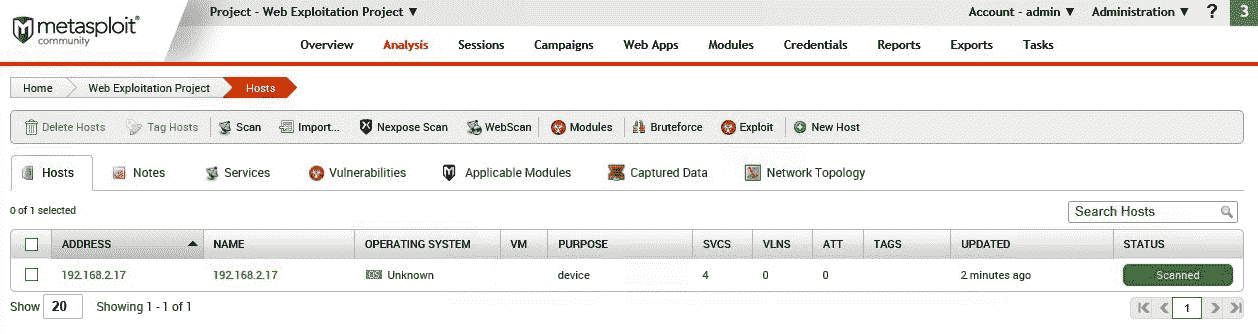 metasploit®
community
Project - Web Exploitation Project ▼
Account - admin ▼ Administration ▼ ? 3
Overview Analysis Sessions Campaigns Web Apps Modules Credentials Reports Exports Tasks
Home Web Exploitation Project Hosts
Delete Hosts Tag Hosts Scan Import... Nexpose Scan WebScan Modules Bruteforce Exploit New Host
Hosts Notes Services Vulnerabilities Applicable Modules Captured Data Network Topology
0 of 1 selected
Search Hosts
ADDRESS NAME OPERATING SYSTEM VM PURPOSE SVCS VLNS ATT TAGS UPDATED STATUS
192.168.2.17 192.168.2.17 OS Unknown device 4 0 0 2 minutes ago Scanned
Show 20 Showing 1 - 1 of 1
1